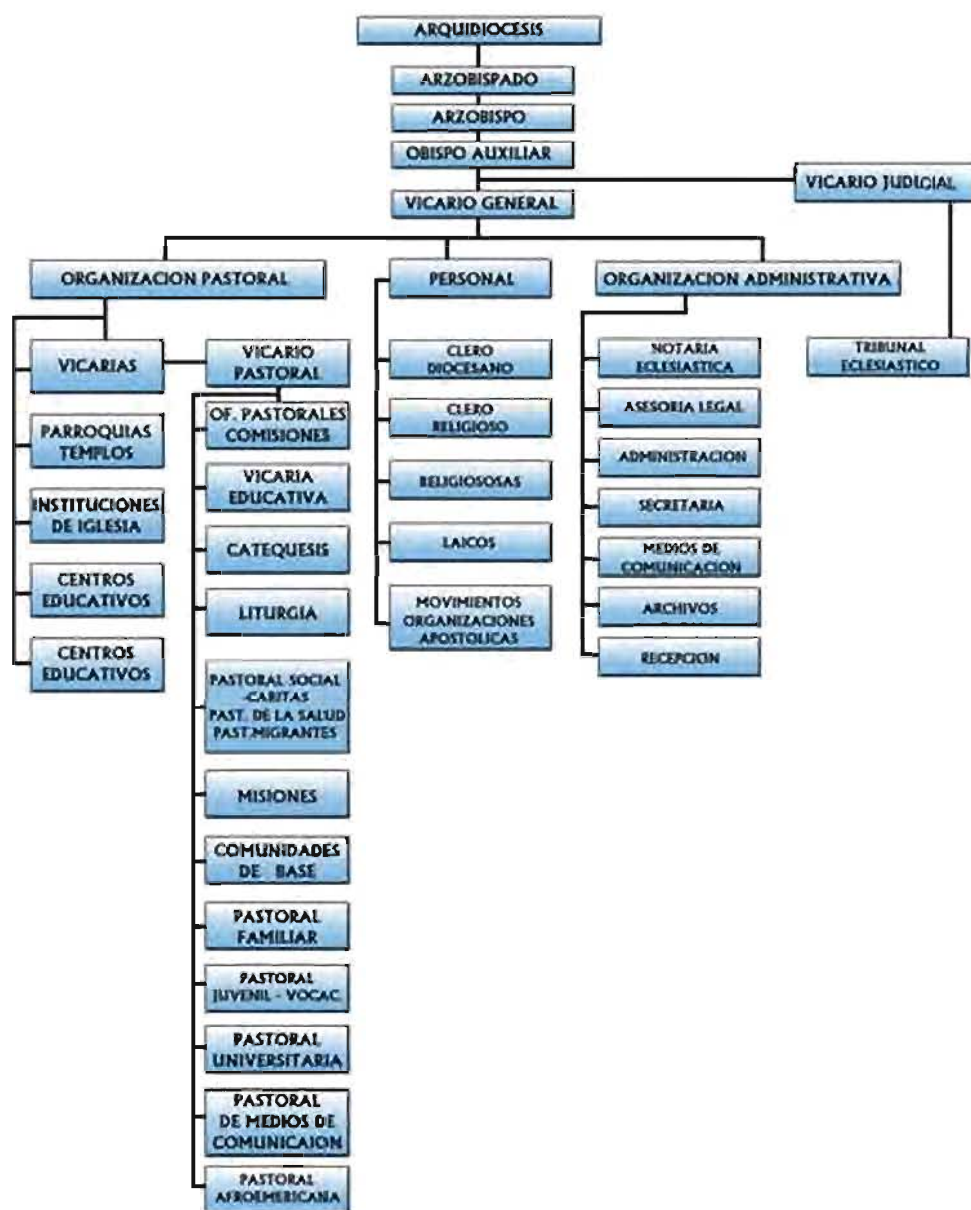 ARQUIDIOCESIS
ARZOBISPADO
ARZOBISPO
OBISPO AUXILIAR
VICARIO JUDICIAL
VICARIO GENERAL
ORGANIZACION PASTORAL
PERSONAL
ORGANIZACION ADMINISTRATIVA
VICARIAS
PARROQUIAS
TEMPLOS
INSTITUCIONES
DE IGLESIA
CENTROS
EDUCATIVOS
CENTROS
EDUCATIVOS
VICARIO
PASTORAL
OF. PASTORALES
COMISIONES
VICARIA
EDUCATIVA
CATEQUESIS
LITURGIA
PASTORAL SOCIAL
-CARITAS
PAST. DE LA SALUD
PAST.MIGRANTES
MISIONES
COMUNIDADES
DE BASE
PASTORAL
FAMILIAR
PASTORAL
JUVENIL - VOCAC.
PASTORAL
UNIVERSITARIA
PASTORAL
DE MEDIOS DE
COMUNICAION
PASTORAL
AFROEMERICANA
CLERO
DIOCESANO
CLERO
RELIGIOSO
RELIGIOSOSAS
LAICOS
MOVIMIENTOS
ORGANIZACIONES
APOSTOLICAS
NOTARIA
ECLESIASTICA
ASESORIA LEGAL
ADMINISTRACION
SECRETARIA
MEDIOS DE
COMUNICACION
ARCHIVOS
RECEPCION
TRIBUNAL
ECLESIASTICO